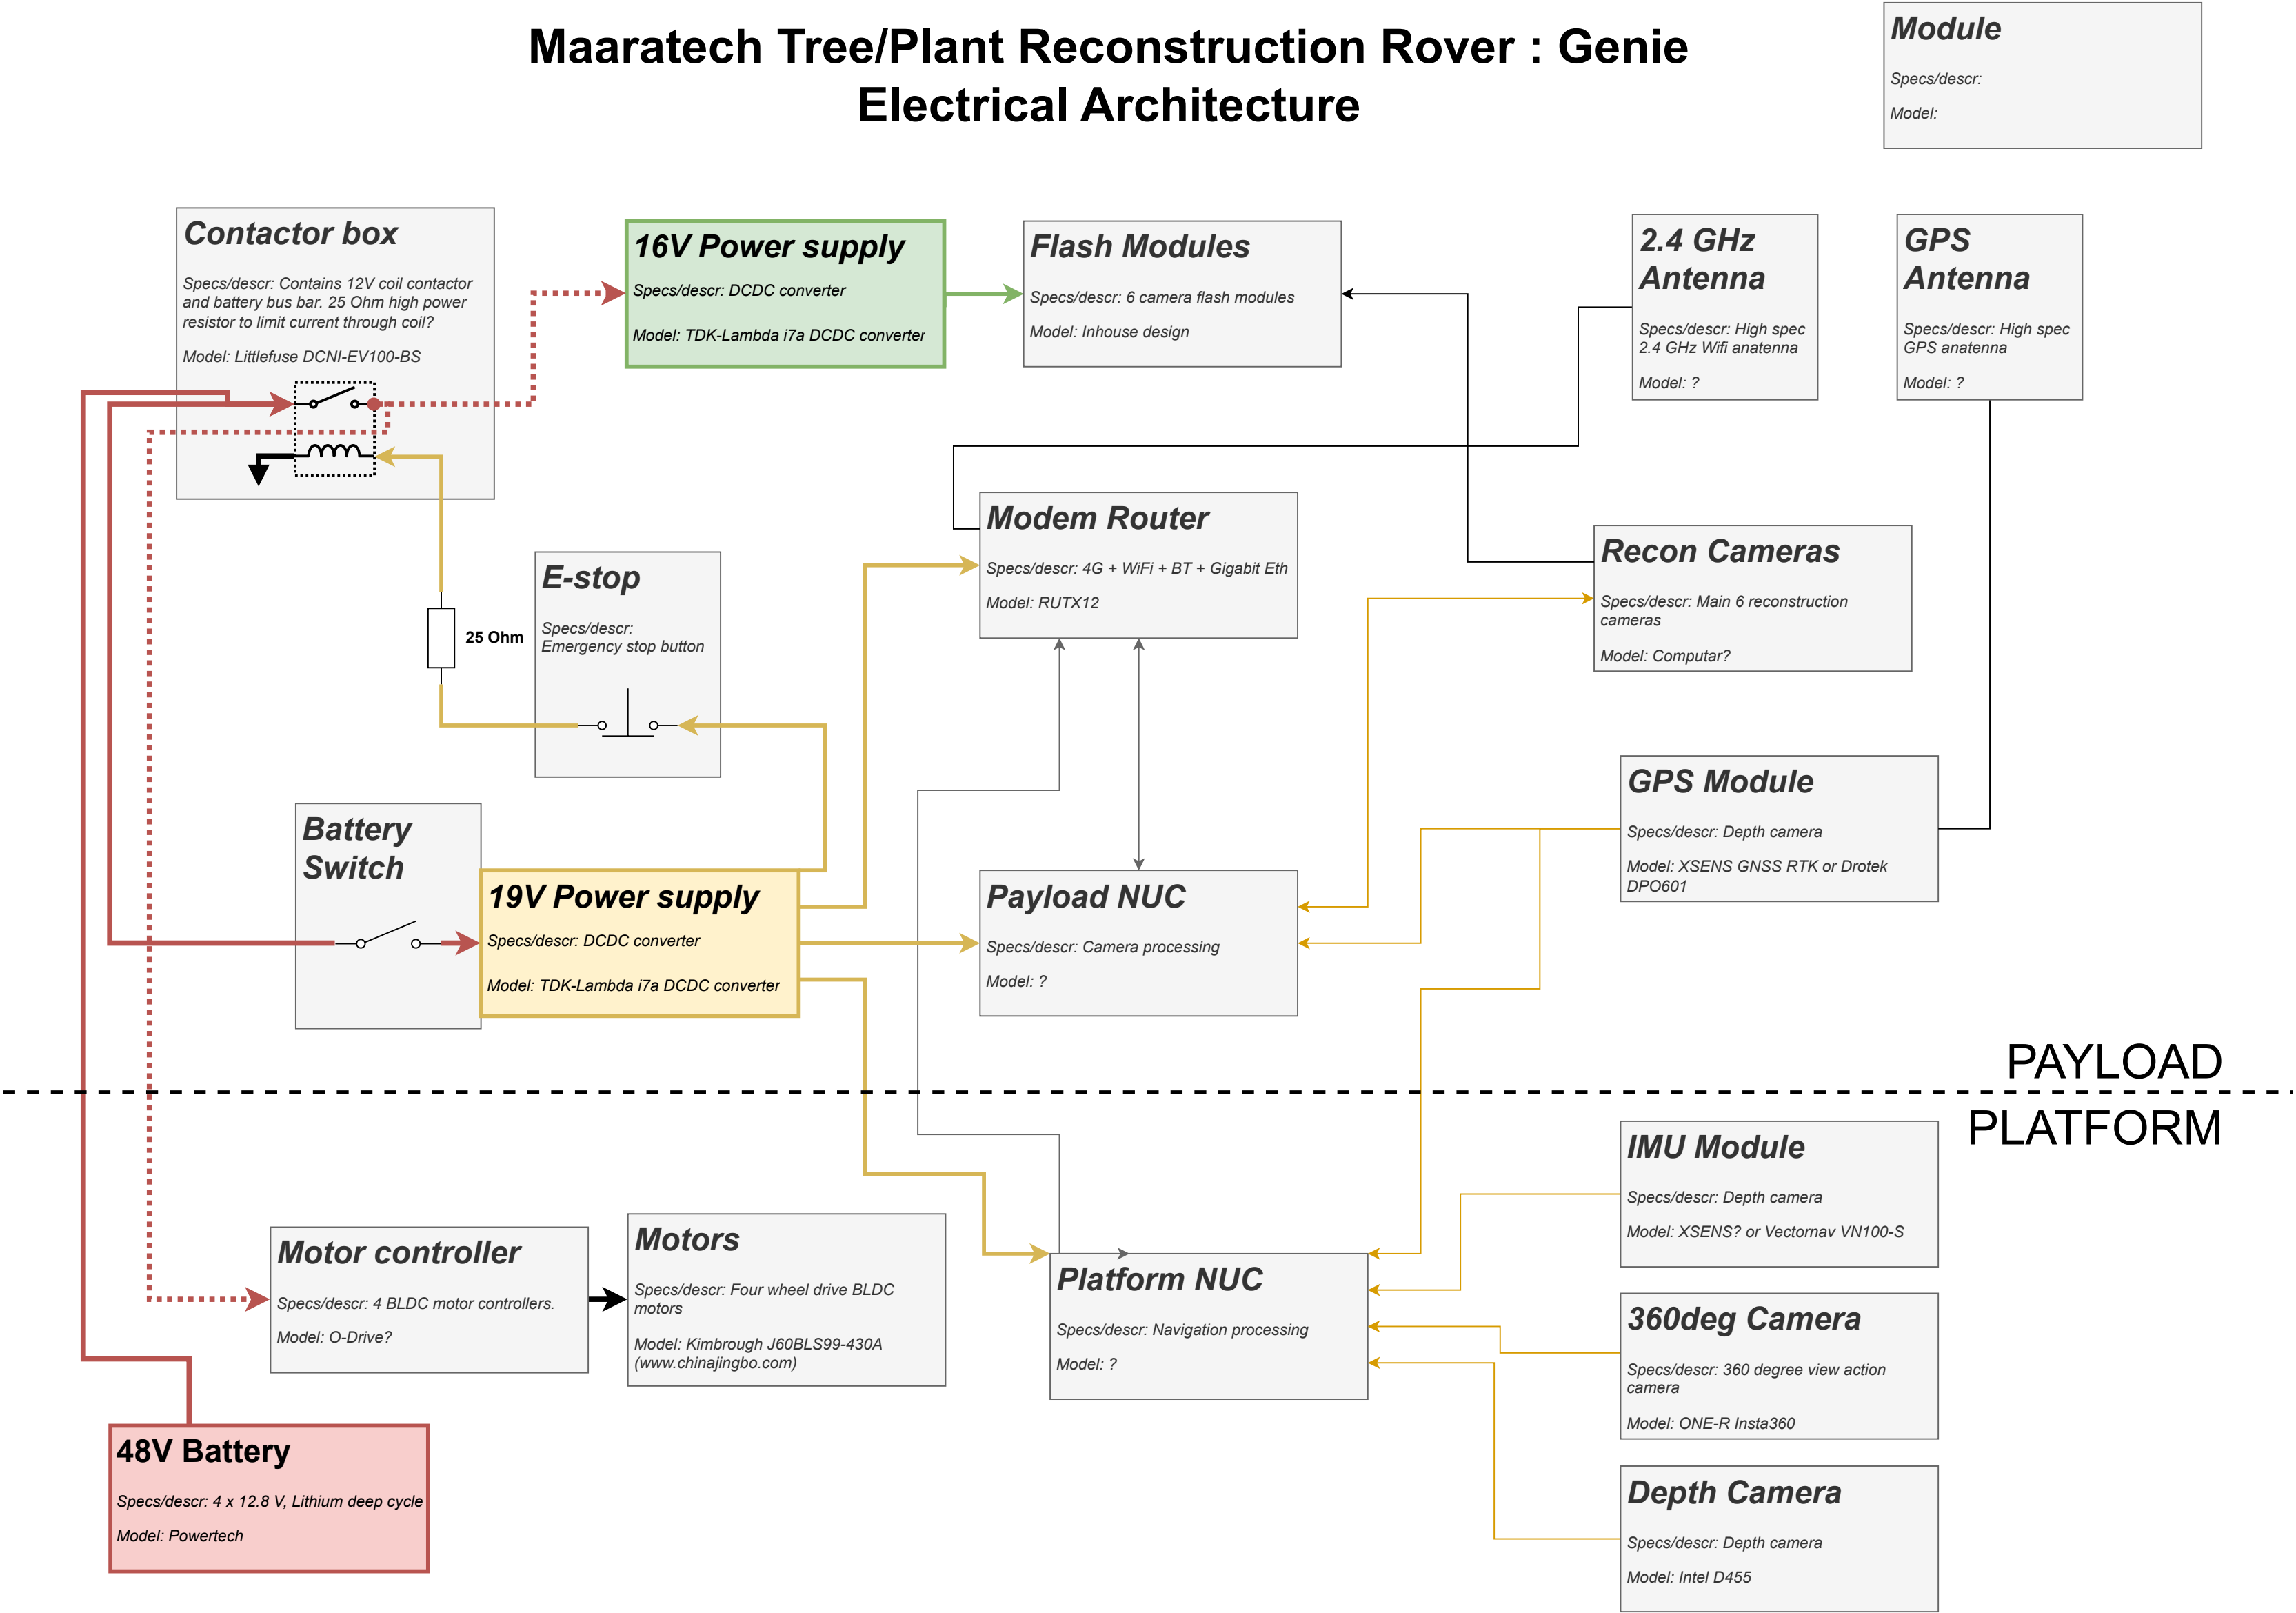 Maaratech Tree/Plant Reconstruction Rover : Genie
Electrical Architecture
Module
Specs/descr:
Model:
Contactor box
Specs/descr: Contains 12V coil contactor
and battery bus bar. 25 Ohm high power
resistor to limit current through coil?
Model: Littlefuse DCNI-EV100-BS
16V Power supply
Specs/descr: DCDC converter
Model: TDK-Lambda i7a DCDC converter
Flash Modules
Specs/descr: 6 camera flash modules
Model: Inhouse design
2.4 GHz
Antenna
Specs/descr: High spec
2.4 GHz Wifi anatenna
Model: ?
GPS
Antenna
Specs/descr: High spec
GPS anatenna
Model: ?
Modem Router
Specs/descr: 4G + WiFi + BT + Gigabit Eth
Model: RUTX12
Recon Cameras
Specs/descr: Main 6 reconstruction
cameras
Model: Computar?
E-stop
Specs/descr:
Emergency stop button
25 Ohm
GPS Module
Specs/descr: Depth camera
Model: XSENS GNSS RTK or Drotek
DPO601
Battery
Switch
19V Power supply
Specs/descr: DCDC converter
Model: TDK-Lambda i7a DCDC converter
Payload NUC
Specs/descr: Camera processing
Model: ?
PAYLOAD
PLATFORM
IMU Module
Specs/descr: Depth camera
Model: XSENS? or Vectornav VN100-S
Motor controller
Specs/descr: 4 BLDC motor controllers.
Model: O-Drive?
Motors
Specs/descr: Four wheel drive BLDC
motors
Model: Kimbrough J60BLS99-430A
(www.chinajingbo.com)
Platform NUC
Specs/descr: Navigation processing
Model: ?
360deg Camera
Specs/descr: 360 degree view action
camera
Model: ONE-R Insta360
48V Battery
Specs/descr: 4 x 12.8 V, Lithium deep cycle
Model: Powertech
Depth Camera
Specs/descr: Depth camera
Model: Intel D455